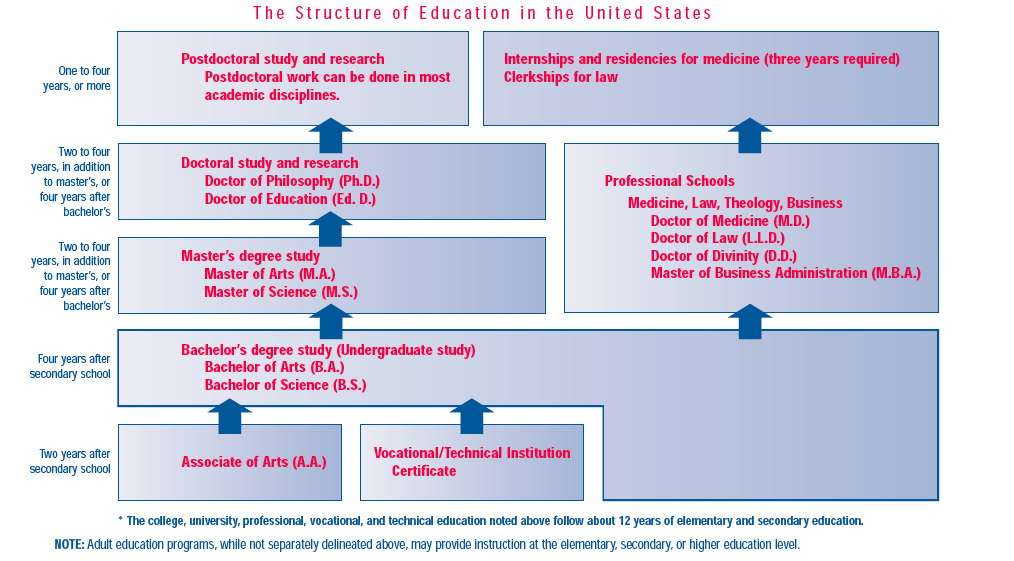 The Structure of Education in the United States
One to four
years, or more
Postdoctoral study and research
Postdoctoral work can be done in most
academic disciplines.
Internships and residencies for medicine (three years required)
Clerkships for law
Two to four
years, in addition
to master's, or
four years after
bachelor's
Doctoral study and research
Doctor of Philosophy (Ph.D.)
Doctor of Education (Ed. D.)
Professional Schools
Medicine, Law, Theology, Business
Doctor of Medicine (M.D.)
Doctor of Law (L.L.D.)
Doctor of Divinity (D.D.)
Master of Business Administration (M.B.A.)
Two to four
years, in addition
to master's, or
four years after
bachelor's
Master's degree study
Master of Arts (M.A.)
Master of Science (M.S.)
Four years after
secondary school
Bachelor's degree study (Undergraduate study)
Bachelor of Arts (B.A.)
Bachelor of Science (B.S.)
Two years after
secondary school
Associate of Arts (A.A.)
Vocational/Technical Institution
Certificate
* The college, university, professional, vocational, and technical education noted above follow about 12 years of elementary and secondary education.
NOTE: Adult education programs, while not separately delineated above, may provide instruction at the elementary, secondary, or higher education level.